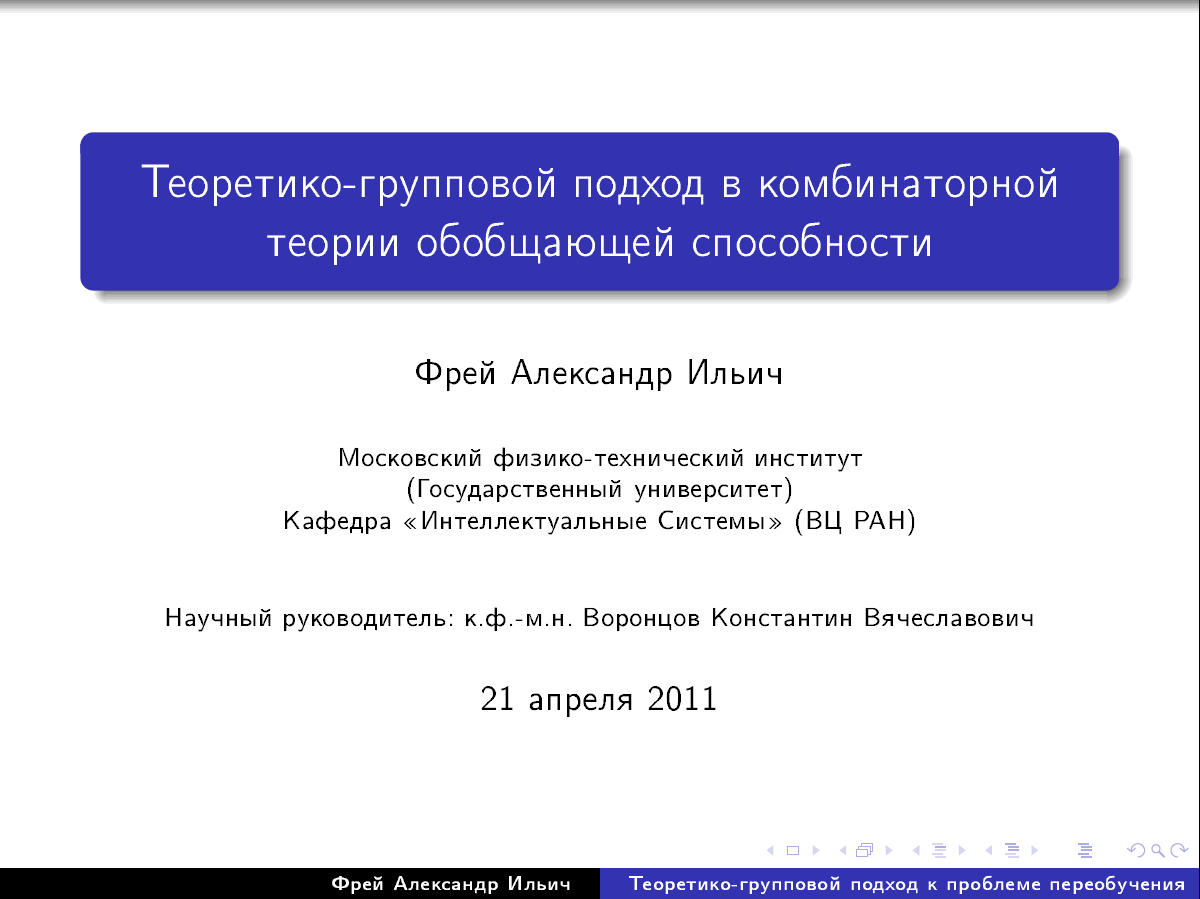 Теоретико-групповой подход в комбинаторной
теории обобщающей способности
Фрей Александр Ильич
Московский физико-технический институт
(Государственный университет)
Кафедра «Интеллектуальные Системы» (ВЦ РАН)
Научный руководитель: к.ф.-м.н. Воронцов Константин Вячеславович
21 апреля 2011
Фрей Александр Ильич
Теоретико-групповой подход к проблеме переобучения